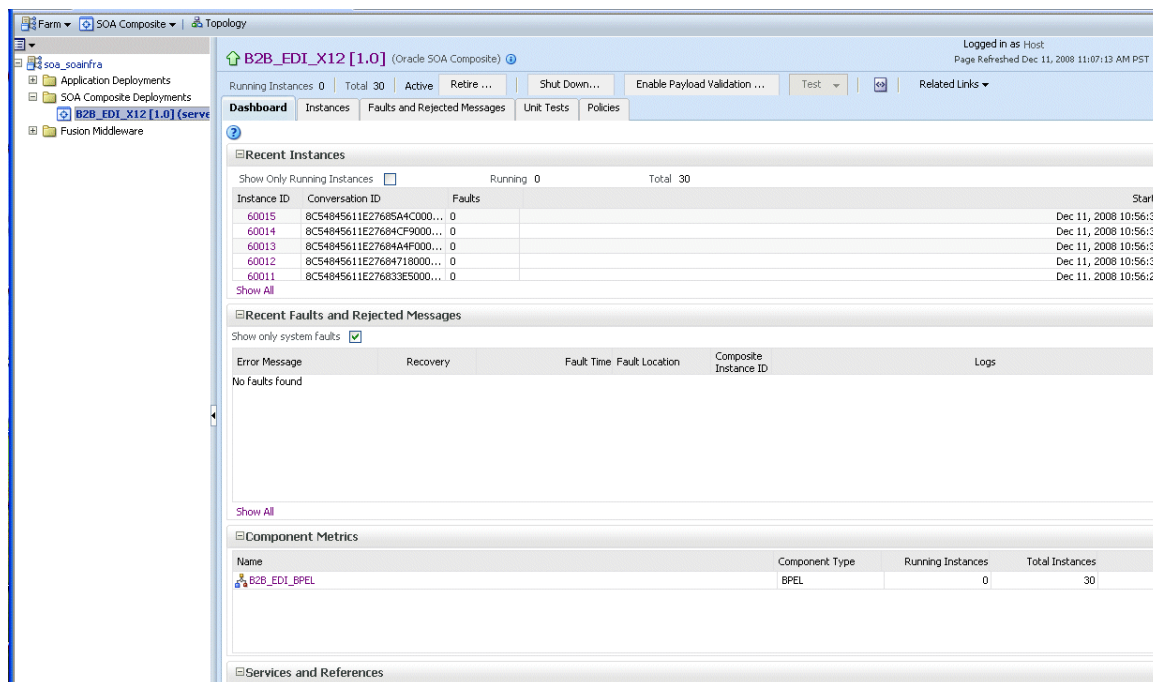 Farm SOA Composite Topology
soa_soainfra
Application Deployments
SOA Composite Deployments
B2B_EDI_X12 [1.0] (serve
Fusion Middleware
B2B_EDI_X12 [1.0] (Oracle SOA Composite)
Logged in as Host
Page Refreshed Dec 11, 2008 11:07:13 AM PST
Running Instances 0 Total 30 Active Retire ... Shut Down... Enable Payload Validation ... Test Related Links
Dashboard Instances Faults and Rejected Messages Unit Tests Policies
Recent Instances
Show Only Running Instances Running 0 Total 30
Instance ID Conversation ID Faults Start
60015 8C54845611E27685A4C000... 0 Dec 11, 2008 10:56:3
60014 8C54845611E27684CF9000... 0 Dec 11, 2008 10:56:3
60013 8C54845611E27684A4F000... 0 Dec 11, 2008 10:56:3
60012 8C54845611E27684718000... 0 Dec 11, 2008 10:56:3
60011 8C54845611E276833E5000... 0 Dec 11, 2008 10:56:2
Show All
Recent Faults and Rejected Messages
Show only system faults
Error Message Recovery Fault Time Fault Location Composite Instance ID Logs
No faults found
Show All
Component Metrics
Name Component Type Running Instances Total Instances
B2B_EDI_BPEL BPEL 0 30
Services and References